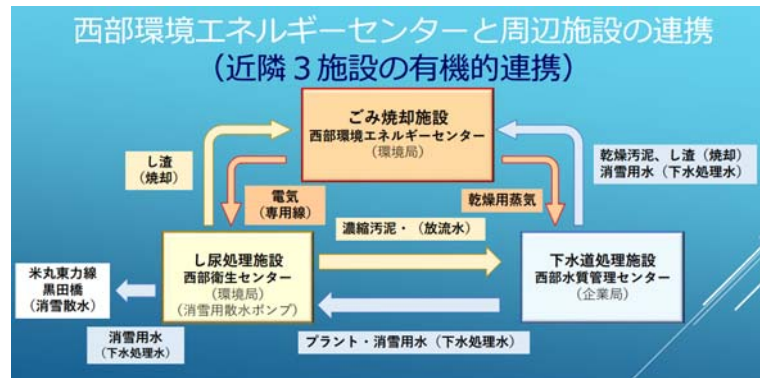 西部環境エネルギーセンターと周辺施設の連携
（近隣３施設の有機的連携）
ごみ焼却施設
西部環境エネルギーセンター
（環境局）
し渣
（焼却）
乾燥汚泥、し渣（焼却）
消雪用水（下水処理水）
電気
（専用線）
乾燥用蒸気
濃縮汚泥・（放流水）
し尿処理施設
西部衛生センター
（環境局）
（消雪用散水ポンプ）
下水道処理施設
西部水質管理センター
（企業局）
米丸東力線
黒田橋
（消雪散水）
消雪用水
（下水処理水）
プラント・消雪用水（下水処理水）